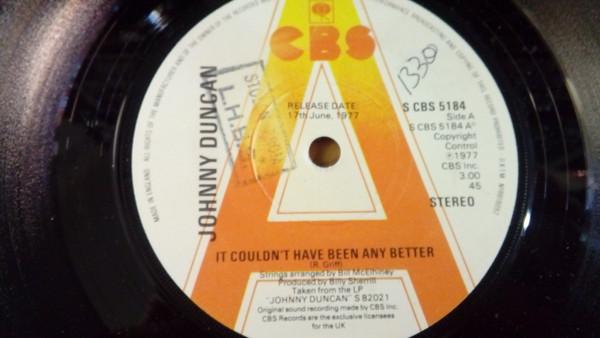 CBS
1330
S CBS 5184
Side A
S CBS 5184 A
Copyright
Control
℗1977
CBS Inc.
3.00
45
STEREO
RELEASE DATE
17th June, 1977
JOHNNY DUNCAN
MADE IN ENGLAND
IT COULDN'T HAVE BEEN ANY BETTER
(R. Griff)
Strings arranged by Bill McElhiney
Produced by Billy Sherrill
Taken from the LP
"JOHNNY DUNCAN" S 82021
Original sound recording made by CBS Inc.
CBS Records are the exclusive licensees
for the UK